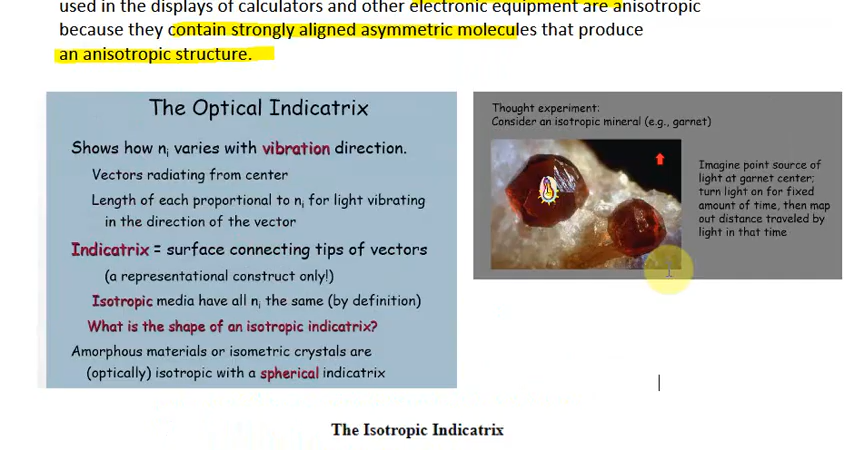 used in the displays of calculators and other electronic equipment are anisotropic
because they contain strongly aligned asymmetric molecules that produce
an anisotropic structure.
The Optical Indicatrix
Shows how nᵢ varies with vibration direction.
Vectors radiating from center
Length of each proportional to nᵢ for light vibrating
in the direction of the vector
Indicatrix = surface connecting tips of vectors
(a representational construct only!)
Isotropic media have all nᵢ the same (by definition)
What is the shape of an isotropic indicatrix?
Amorphous materials or isometric crystals are
(optically) isotropic with a spherical indicatrix
Thought experiment:
Consider an isotropic mineral (e.g., garnet)
Imagine point source of
light at garnet center;
turn light on for fixed
amount of time, then map
out distance traveled by
light in that time
The Isotropic Indicatrix